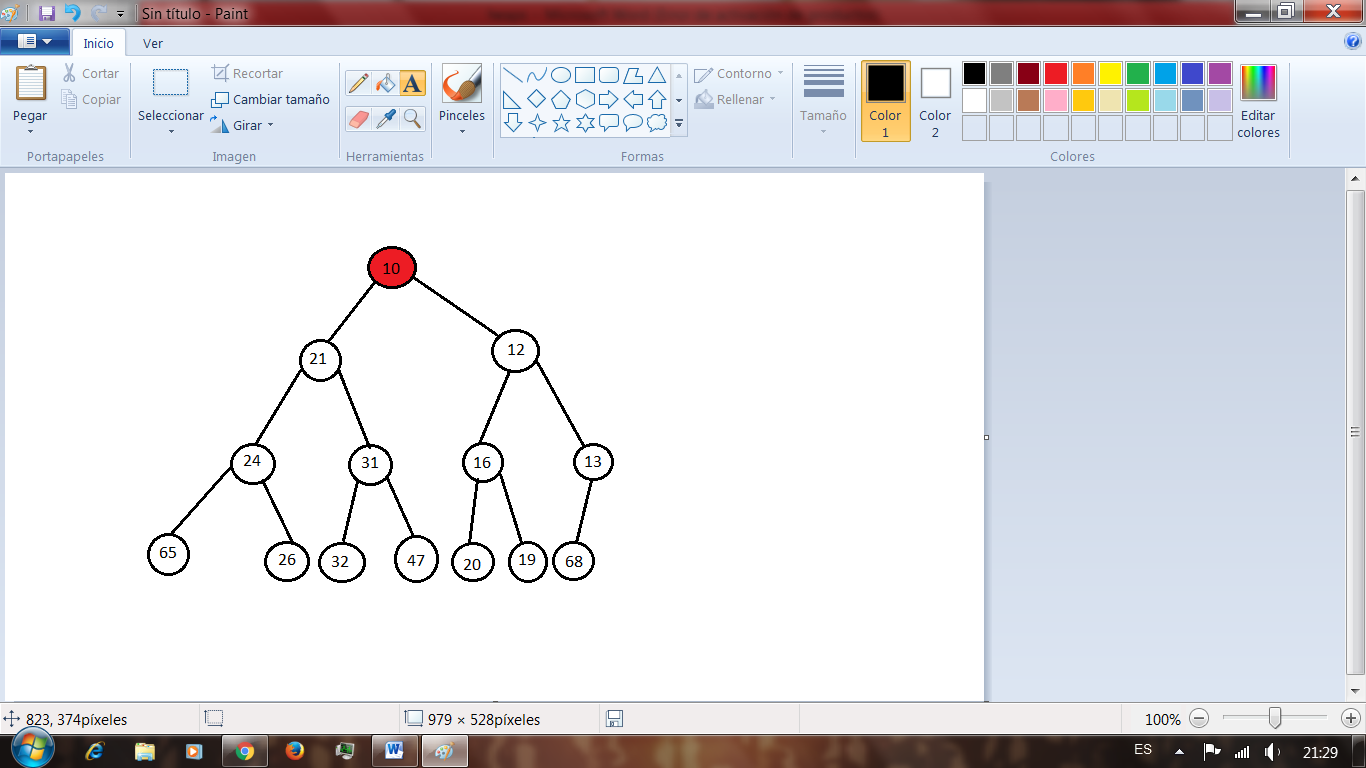 Sin título - Paint
Inicio Ver
Pegar
Cortar
Copiar
Portapapeles
Seleccionar
Recortar
Cambiar tamaño
Girar
Imagen
A
Herramientas
Pinceles
Contorno
Rellenar
Formas
Tamaño
Color
1
Color
2
Editar
colores
Colores
10
21 12
24 31 16 13
65 26 32 47 20 19 68
823, 374píxeles 979 × 528píxeles 100%
W ES 21:29